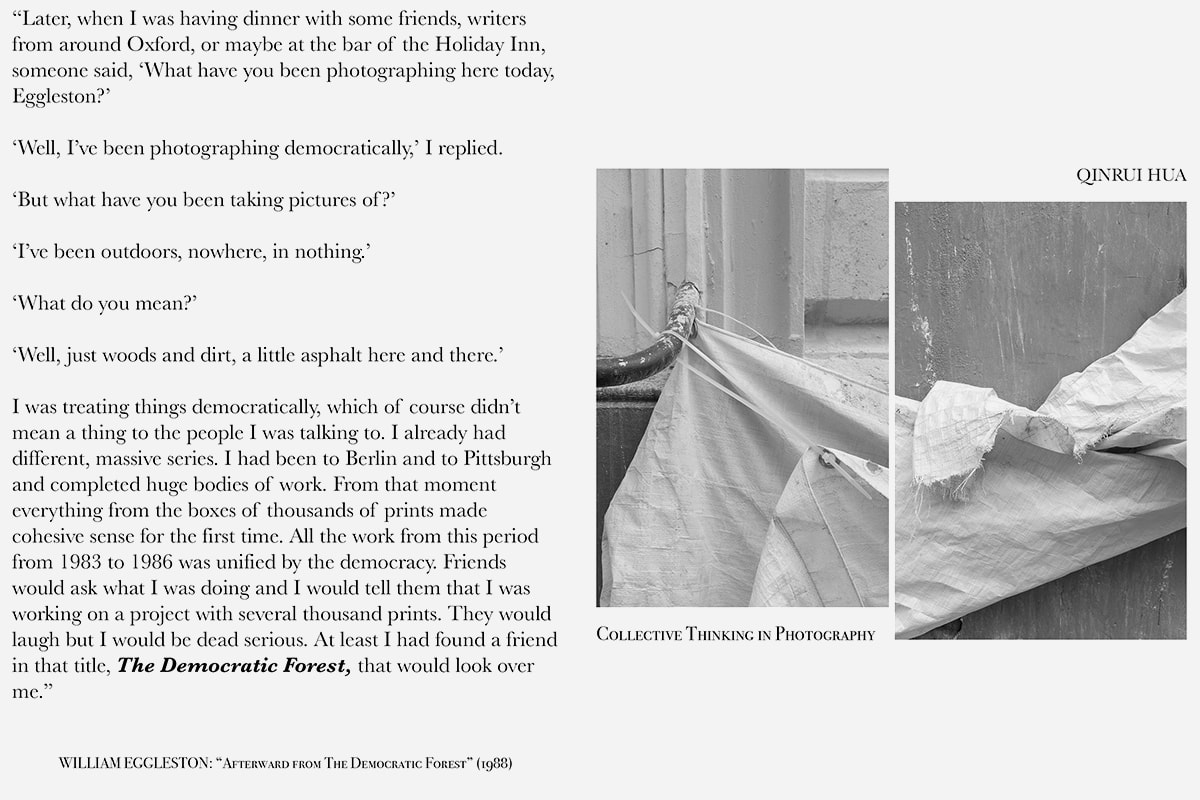 “Later, when I was having dinner with some friends, writers
from around Oxford, or maybe at the bar of the Holiday Inn,
someone said, ‘What have you been photographing here today,
Eggleston?’
‘Well, I’ve been photographing democratically,’ I replied.
‘But what have you been taking pictures of?’
‘I’ve been outdoors, nowhere, in nothing.’
‘What do you mean?’
‘Well, just woods and dirt, a little asphalt here and there.’
I was treating things democratically, which of course didn’t
mean a thing to the people I was talking to. I already had
different, massive series. I had been to Berlin and to Pittsburgh
and completed huge bodies of work. From that moment
everything from the boxes of thousands of prints made
cohesive sense for the first time. All the work from this period
from 1983 to 1986 was unified by the democracy. Friends
would ask what I was doing and I would tell them that I was
working on a project with several thousand prints. They would
laugh but I would be dead serious. At least I had found a friend
in that title, The Democratic Forest, that would look over
me.”
WILLIAM EGGLESTON: “Afterward from The Democratic Forest” (1988)
QINRUI HUA
Collective Thinking in Photography